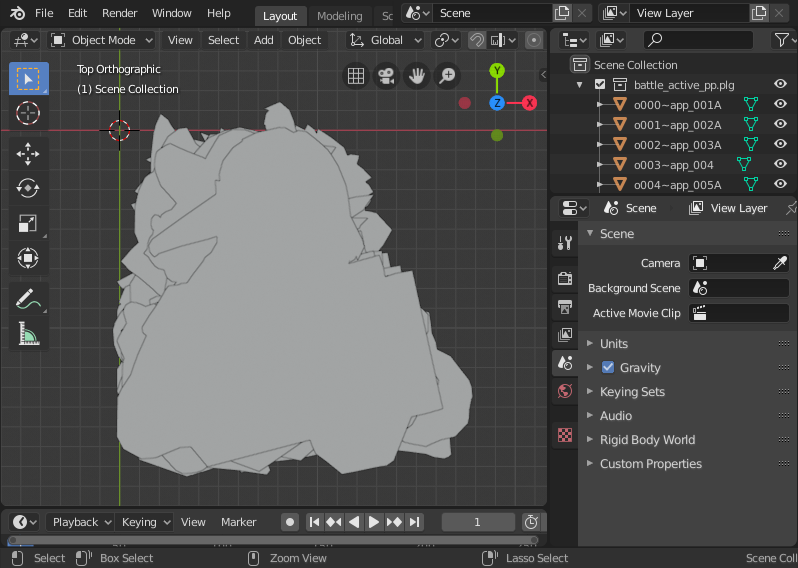 File Edit Render Window Help Layout Modeling Sc Scene View Layer
Object Mode View Select Add Object Global
Top Orthographic
(1) Scene Collection
Y
Z X
Scene Collection
battle_active_pp.plg
o000~app_001A
o001~app_002A
o002~app_003A
o003~app_004
o004~app_005A
Scene View Layer
Scene
Camera
Background Scene
Active Movie Clip
Units
Gravity
Keying Sets
Audio
Rigid Body World
Custom Properties
Playback Keying View Marker 1
Select Box Select Zoom View Lasso Select Scene Coll